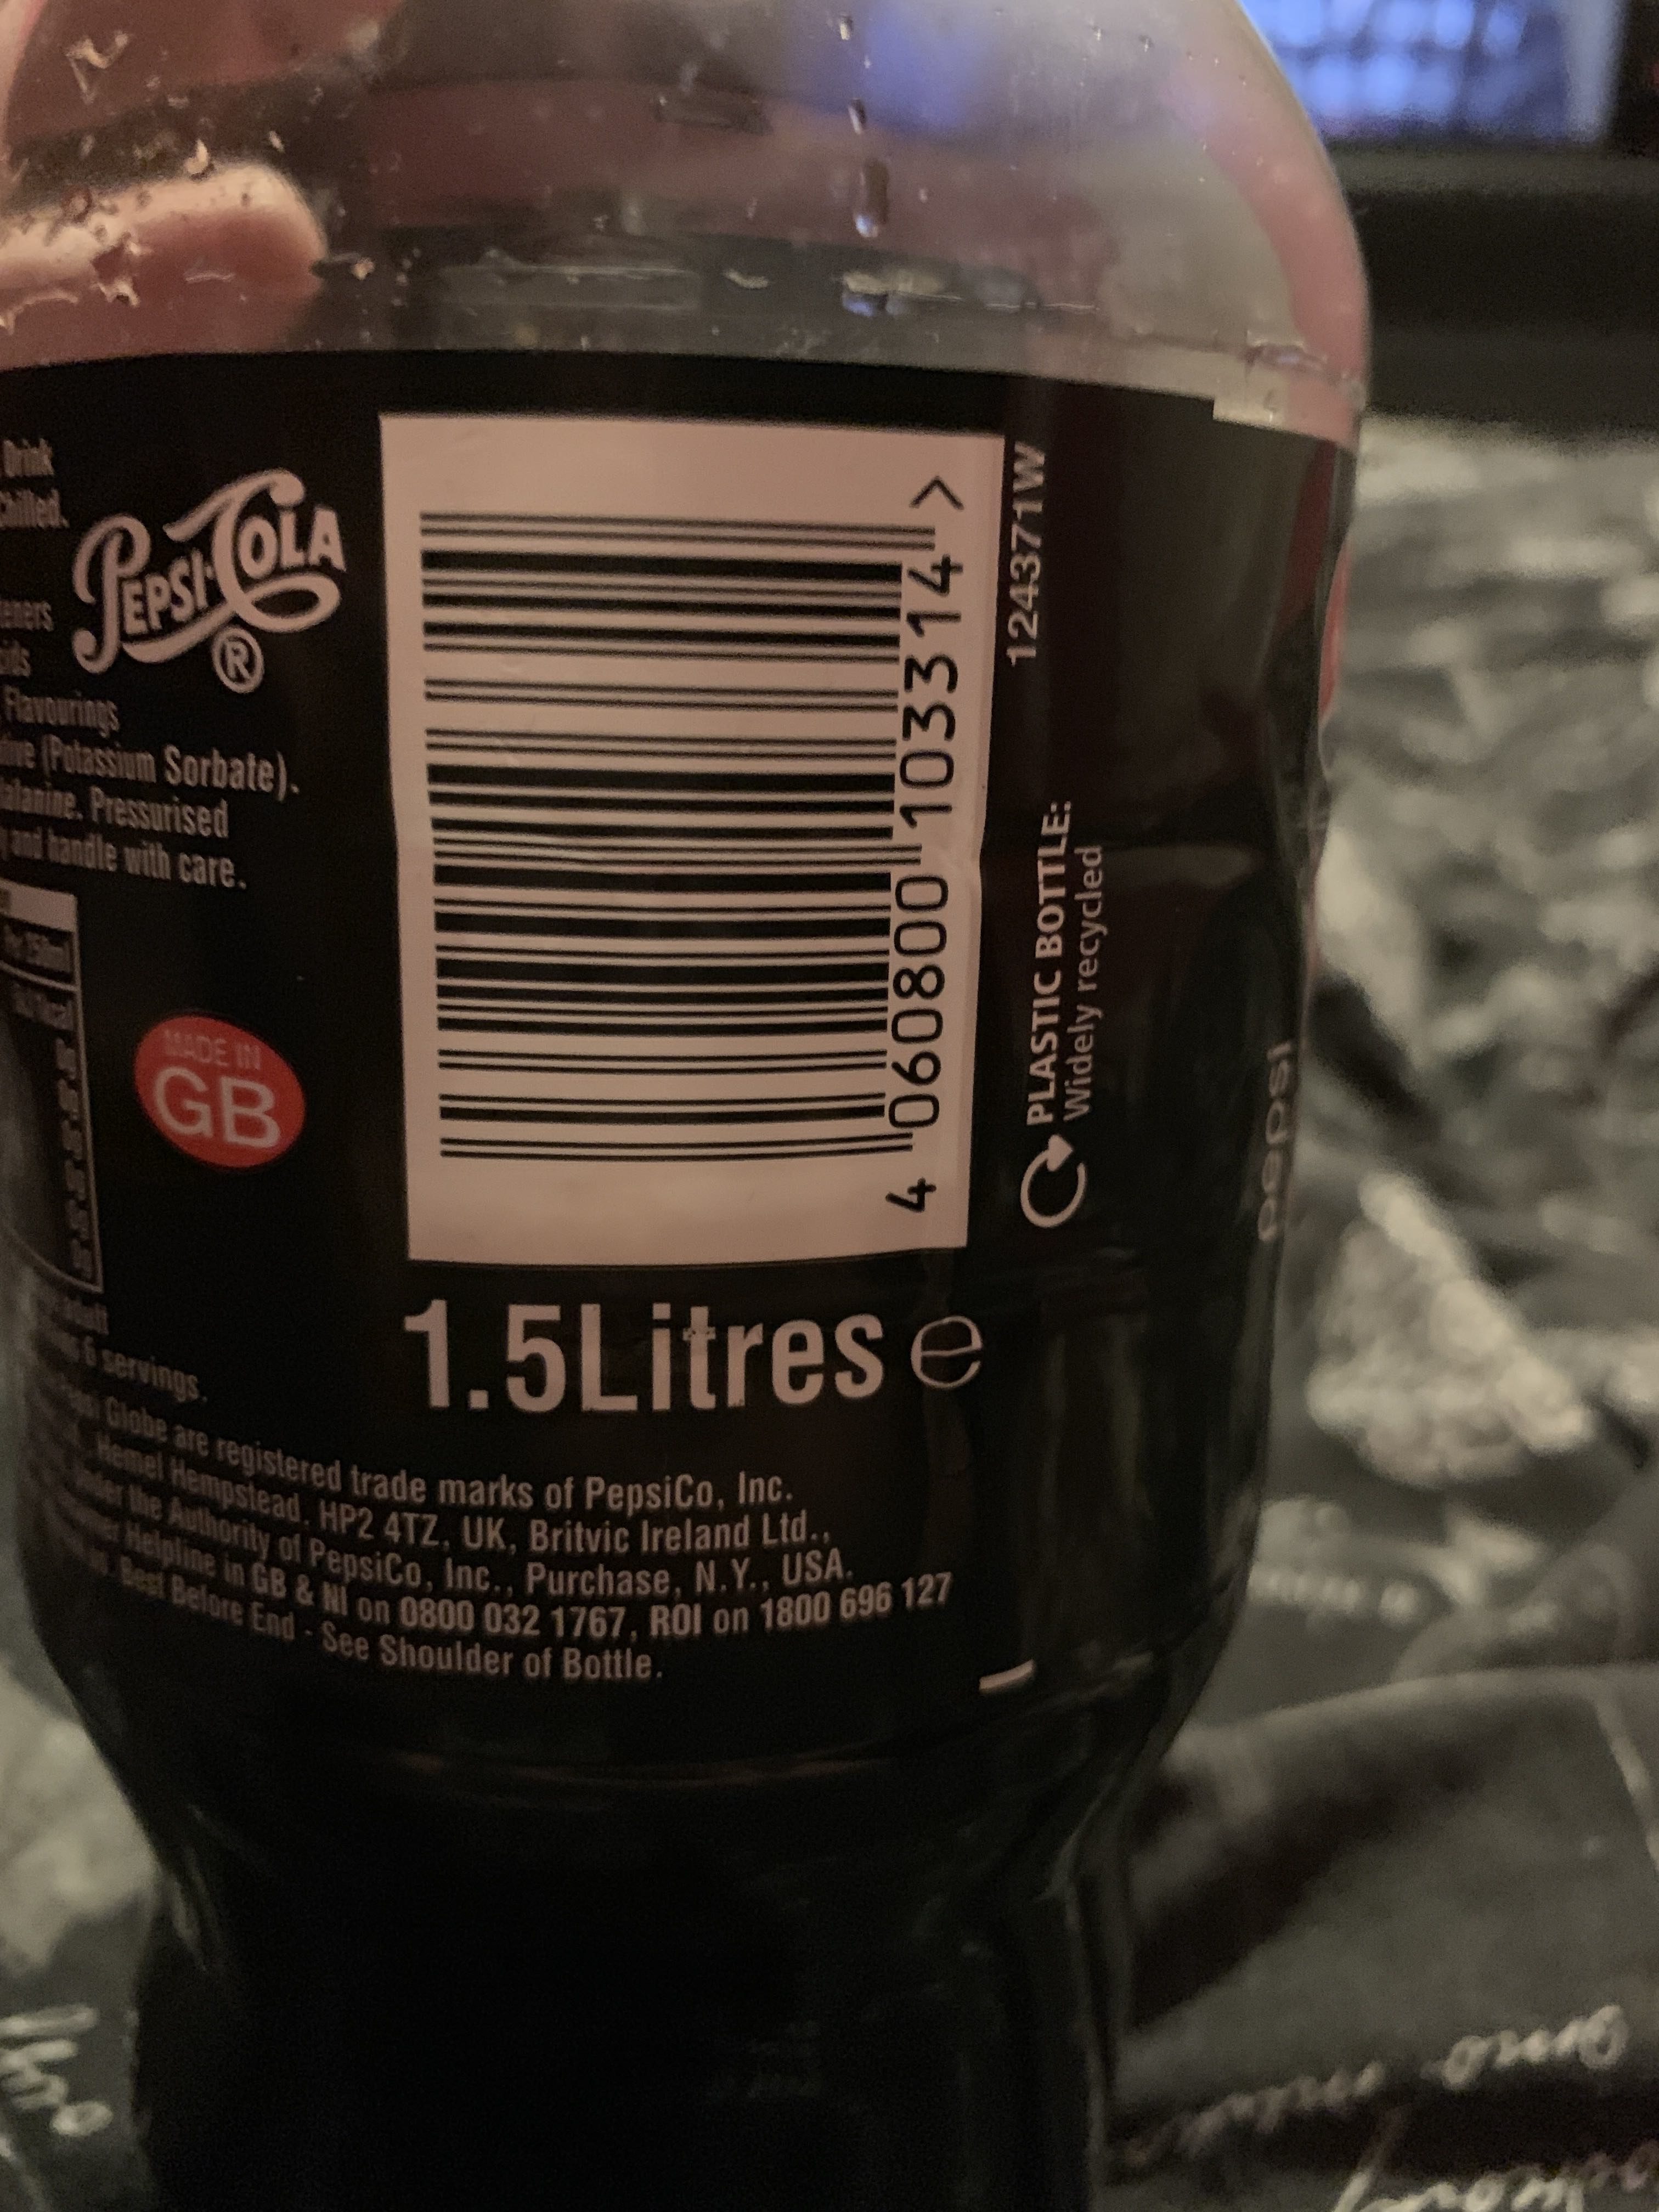 Drink
Chilled.
PEPSI-COLA
®
Flavourings
(Potassium Sorbate).
Pressurised
and handle with care.
MADE IN
GB
4 060800 103314 >
124371W
PLASTIC BOTTLE:
Widely recycled
pepsi
1.5Litres e
6 servings.
Globe are registered trade marks of PepsiCo, Inc.
Hemel Hempstead, HP2 4TZ, UK, Britvic Ireland Ltd.,
the Authority of PepsiCo, Inc., Purchase, N.Y., USA.
Helpline in GB & NI on 0800 032 1767, ROI on 1800 696 127
Best Before End - See Shoulder of Bottle.